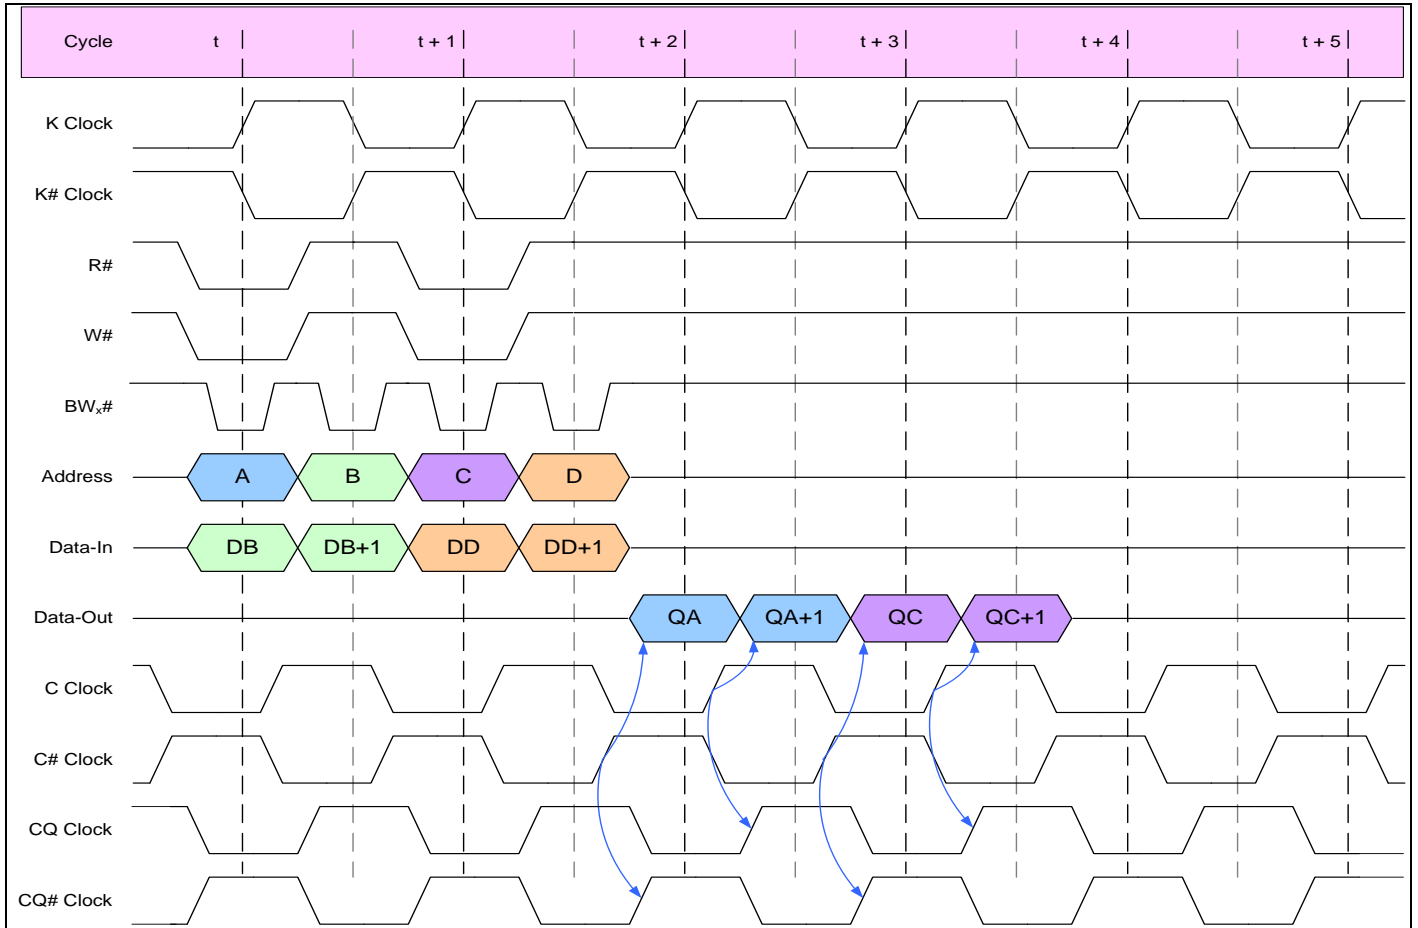 Cycle t t + 1 t + 2 t + 3 t + 4 t + 5
K Clock
K# Clock
R#
W#
BWₓ#
Address A B C D
Data-In DB DB+1 DD DD+1
Data-Out QA QA+1 QC QC+1
C Clock
C# Clock
CQ Clock
CQ# Clock